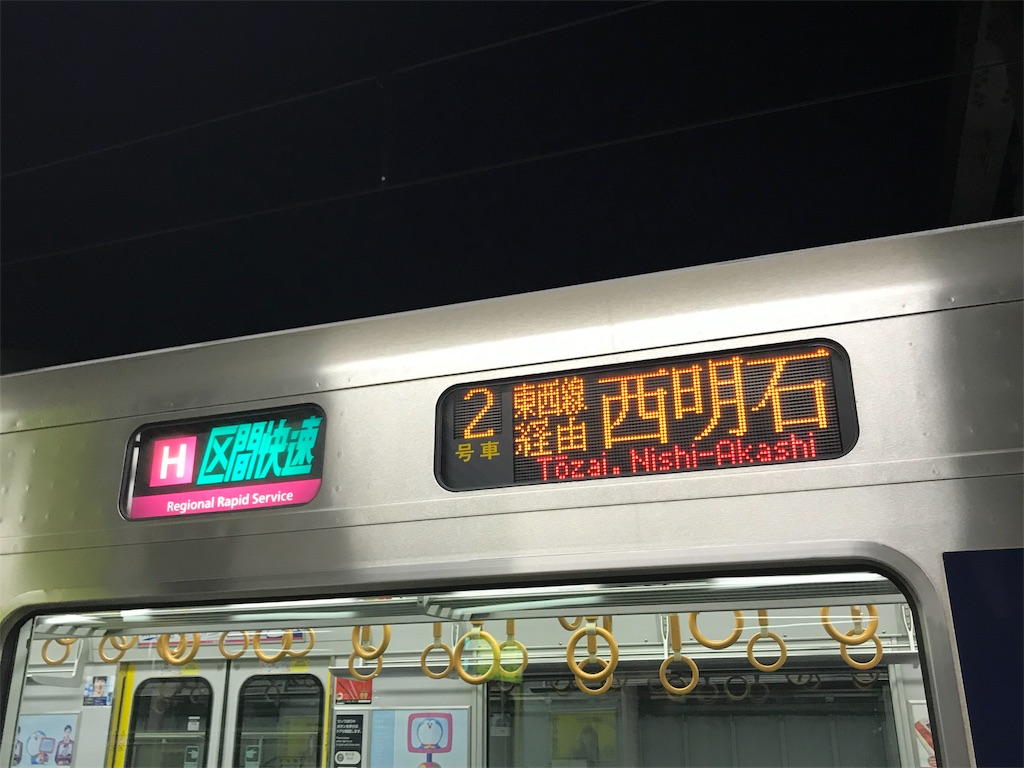 H 区間快速
Regional Rapid Service
2
号車
東西線
経由
西明石
Tōzai, Nishi-Akashi